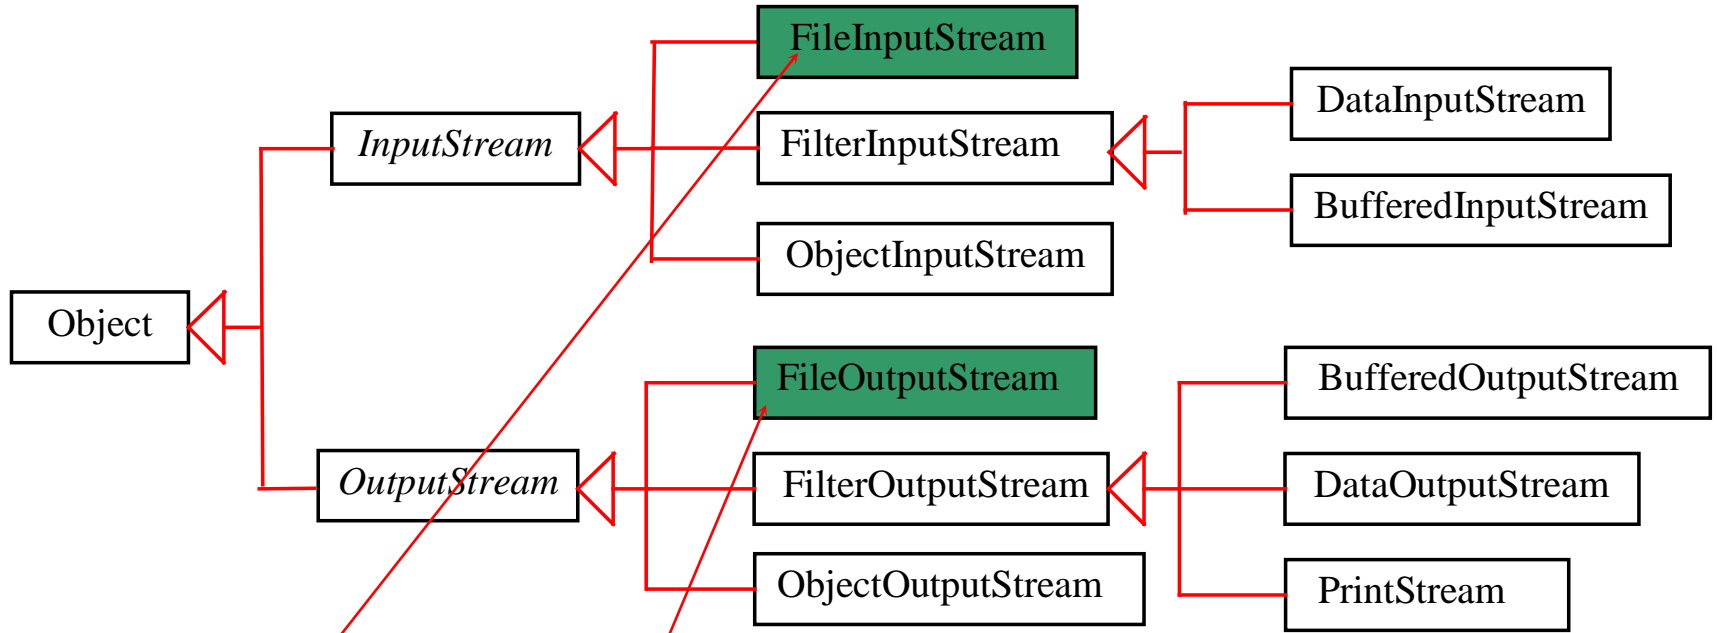 FileInputStream
DataInputStream
InputStream
FilterInputStream
BufferedInputStream
ObjectInputStream
Object
FileOutputStream
BufferedOutputStream
OutputStream
FilterOutputStream
DataOutputStream
ObjectOutputStream
PrintStream